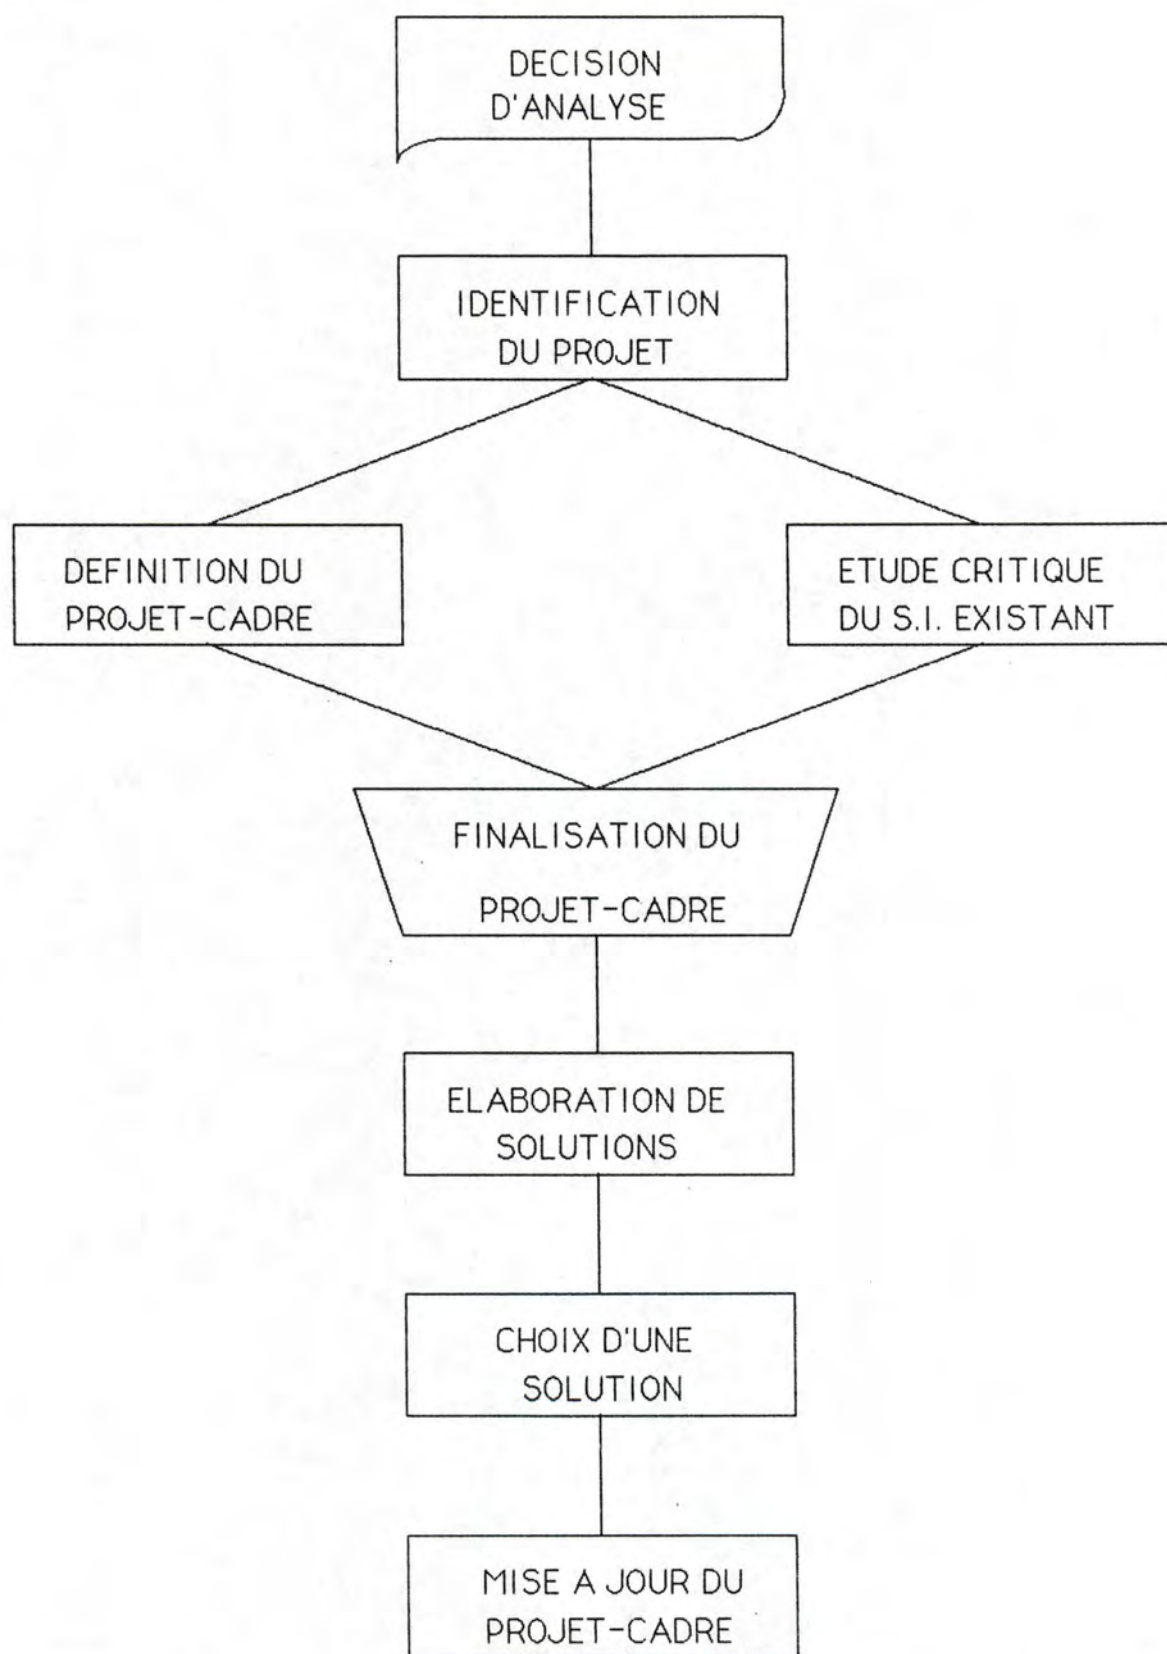 DECISION
D'ANALYSE
IDENTIFICATION
DU PROJET
DEFINITION DU
PROJET-CADRE
ETUDE CRITIQUE
DU S.I. EXISTANT
FINALISATION DU
PROJET-CADRE
ELABORATION DE
SOLUTIONS
CHOIX D'UNE
SOLUTION
MISE A JOUR DU
PROJET-CADRE